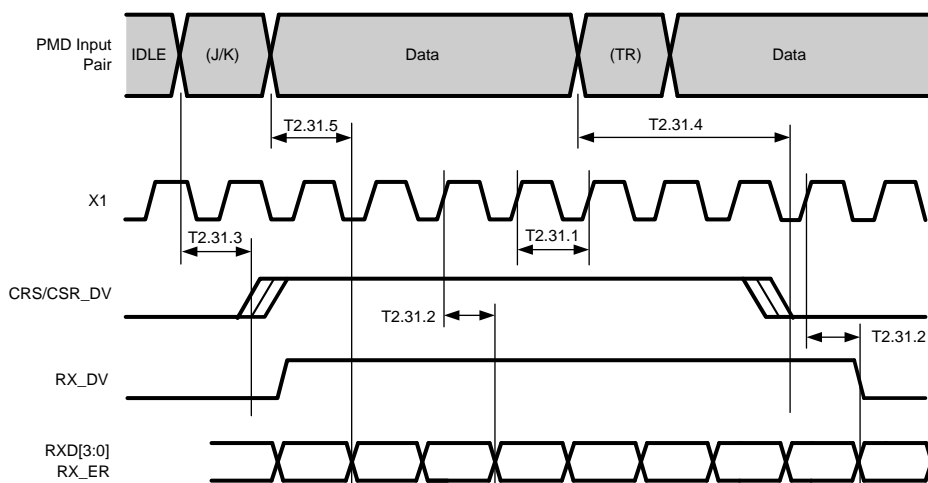 PMD Input
Pair
IDLE
(J/K)
Data
(TR)
Data
T2.31.5
T2.31.4
X1
T2.31.3
T2.31.1
CRS/CSR_DV
T2.31.2
T2.31.2
RX_DV
RXD[3:0]
RX_ER